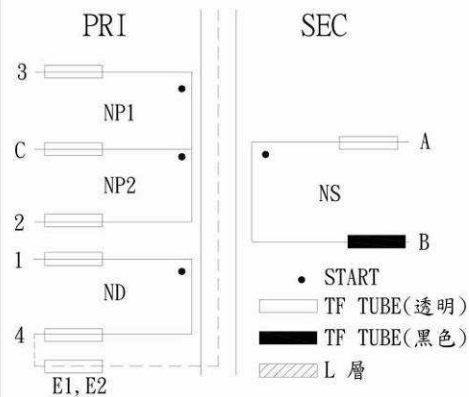 PRI
SEC
3
NP1
C
NP2
2
1
ND
4
E1, E2
A
NS
B
START
TF TUBE(透明)
TF TUBE(黑色)
L 層